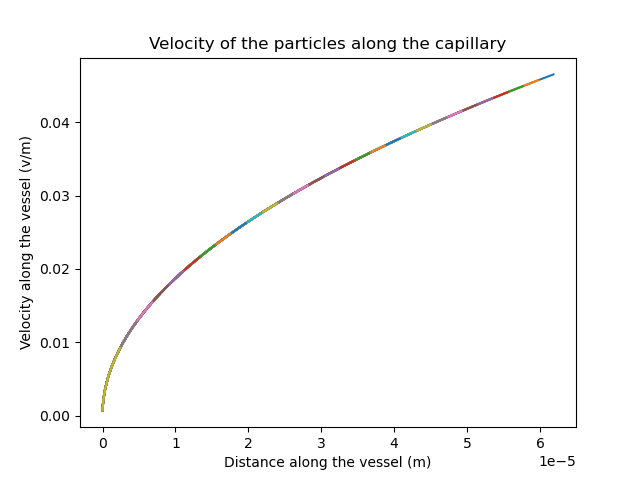 Velocity of the particles along the capillary
Velocity along the vessel (v/m)
0.04
0.03
0.02
0.01
0.00
0 1 2 3 4 5 6
1e−5
Distance along the vessel (m)